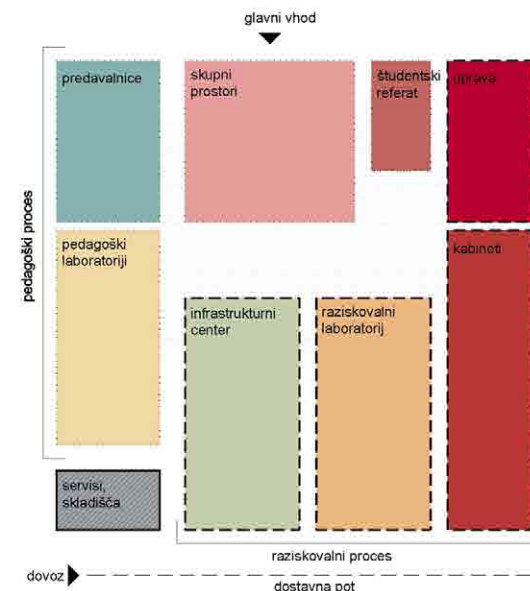 glavni vhod
predavalnice
skupni
prostori
študentski
referat
uprava
pedagoški proces
pedagoški
laboratoriji
kabineti
infrastrukturni
center
raziskovalni
laboratorij
servisi,
skladišča
raziskovalni proces
dovoz
dostavna pot